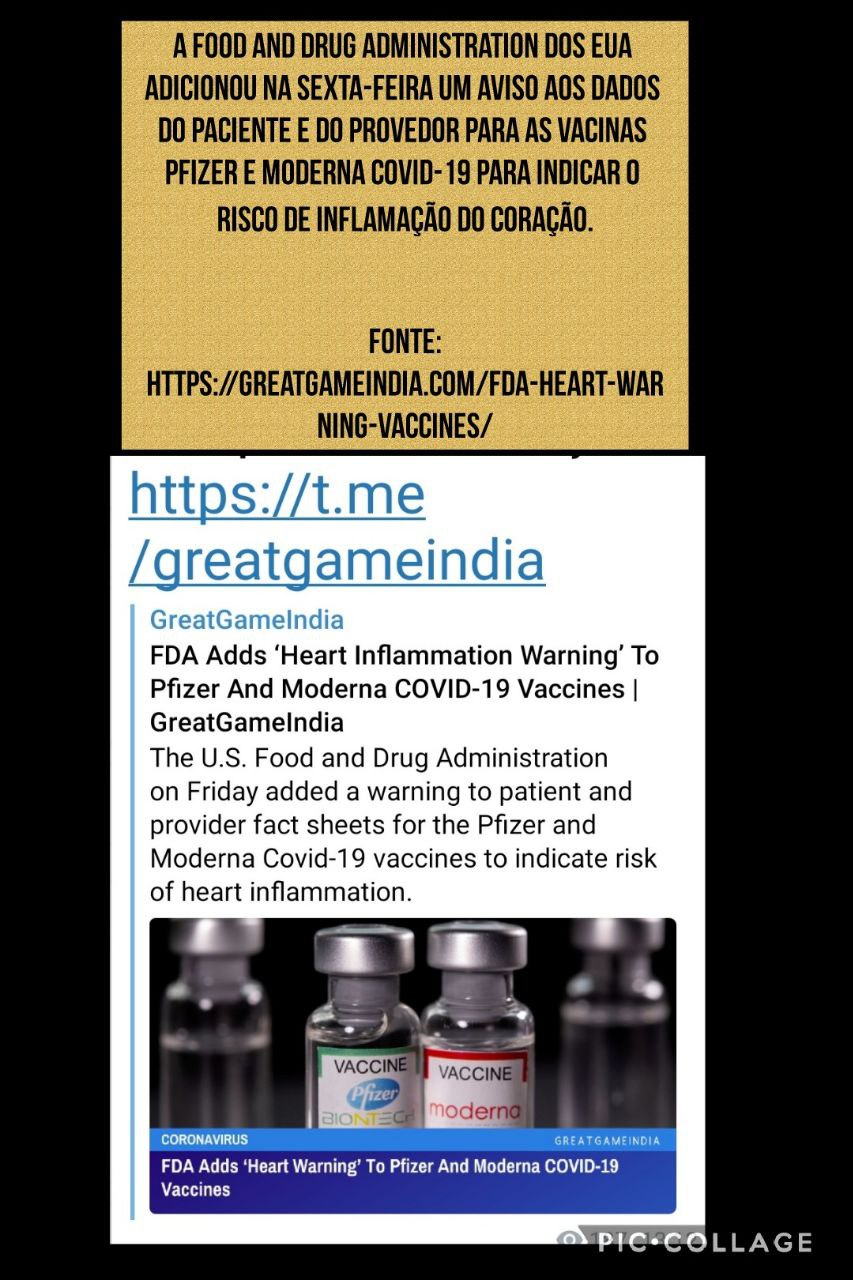 A FOOD AND DRUG ADMINISTRATION DOS EUA
ADICIONOU NA SEXTA-FEIRA UM AVISO AOS DADOS
DO PACIENTE E DO PROVEDOR PARA AS VACINAS
PFIZER E MODERNA COVID-19 PARA INDICAR O
RISCO DE INFLAMAÇÃO DO CORAÇÃO.
FONTE:
HTTPS://GREATGAMEINDIA.COM/FDA-HEART-WAR
NING-VACCINES/
https://t.me
/greatgameindia
GreatGameIndia
FDA Adds ‘Heart Inflammation Warning’ To
Pfizer And Moderna COVID-19 Vaccines |
GreatGameIndia
The U.S. Food and Drug Administration
on Friday added a warning to patient and
provider fact sheets for the Pfizer and
Moderna Covid-19 vaccines to indicate risk
of heart inflammation.
VACCINE
Pfizer
BIONTECH
VACCINE
moderna
CORONAVIRUS
GREATGAMEINDIA
FDA Adds ‘Heart Warning’ To Pfizer And Moderna COVID-19
Vaccines
PIC•COLLAGE